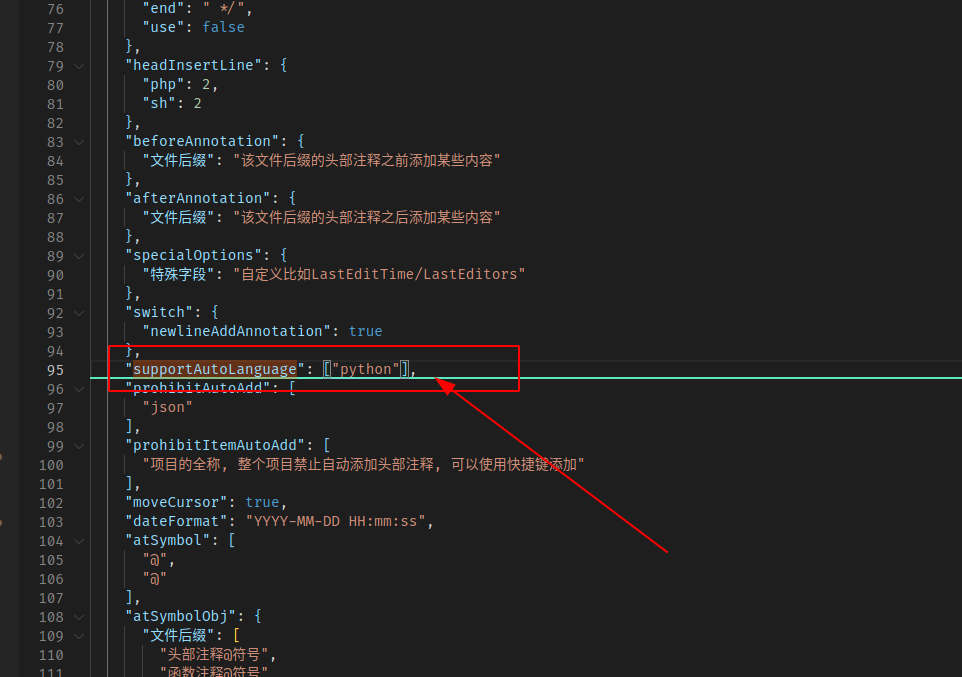 76 "end": " */",
77 "use": false
78 },
79 "headInsertLine": {
80 "php": 2,
81 "sh": 2
82 },
83 "beforeAnnotation": {
84 "文件后缀": "该文件后缀的头部注释之前添加某些内容"
85 },
86 "afterAnnotation": {
87 "文件后缀": "该文件后缀的头部注释之后添加某些内容"
88 },
89 "specialOptions": {
90 "特殊字段": "自定义比如LastEditTime/LastEditors"
91 },
92 "switch": {
93 "newlineAddAnnotation": true
94 },
95 "supportAutoLanguage": ["python"],
96 "prohibitAutoAdd": [
97 "json"
98 ],
99 "prohibitItemAutoAdd": [
100 "项目的全称, 整个项目禁止自动添加头部注释, 可以使用快捷键添加"
101 ],
102 "moveCursor": true,
103 "dateFormat": "YYYY-MM-DD HH:mm:ss",
104 "atSymbol": [
105 "@",
106 "@"
107 ],
108 "atSymbolObj": {
109 "文件后缀": [
110 "头部注释@符号",
111 "函数注释@符号"